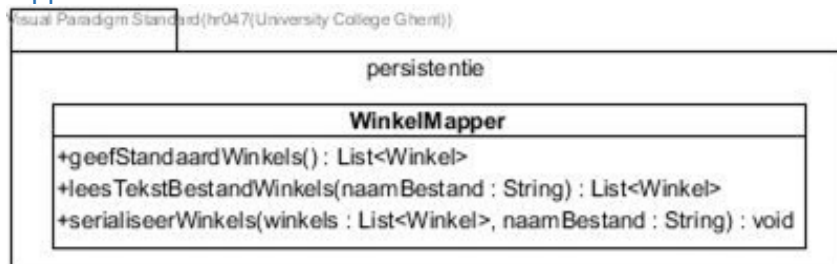 Visual Paradigm Standard(hr047(University College Ghent))
persistentie
WinkelMapper
+geefStandaardWinkels() : List<Winkel>
+leesTekstBestandWinkels(naamBestand : String) : List<Winkel>
+serialiseerWinkels(winkels : List<Winkel>, naamBestand : String) : void